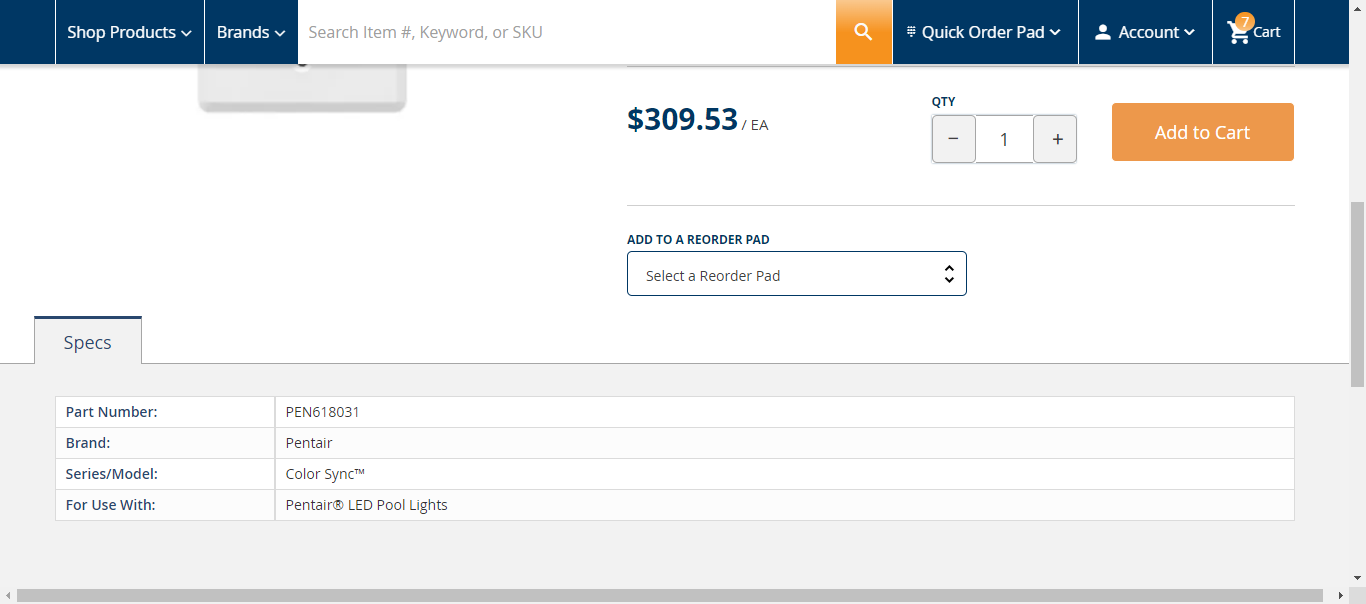 Shop Products
Brands
Search Item #, Keyword, or SKU
Quick Order Pad
Account
7
Cart
$309.53 / EA
QTY
− 1 +
Add to Cart
ADD TO A REORDER PAD
Select a Reorder Pad
Specs
Part Number: PEN618031
Brand: Pentair
Series/Model: Color Sync™
For Use With: Pentair® LED Pool Lights